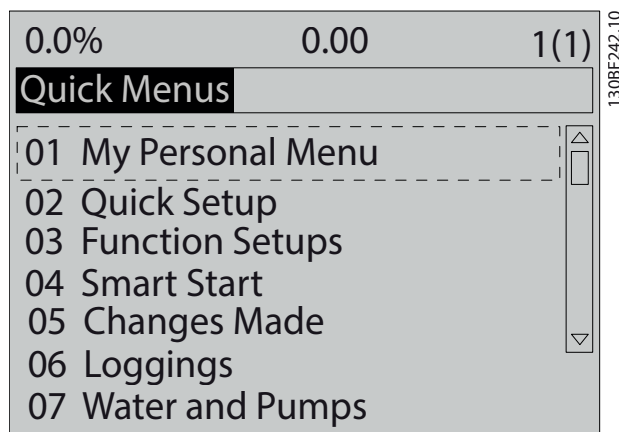 0.0% 0.00 1(1)
Quick Menus
01 My Personal Menu
02 Quick Setup
03 Function Setups
04 Smart Start
05 Changes Made
06 Loggings
07 Water and Pumps
130BF242.10